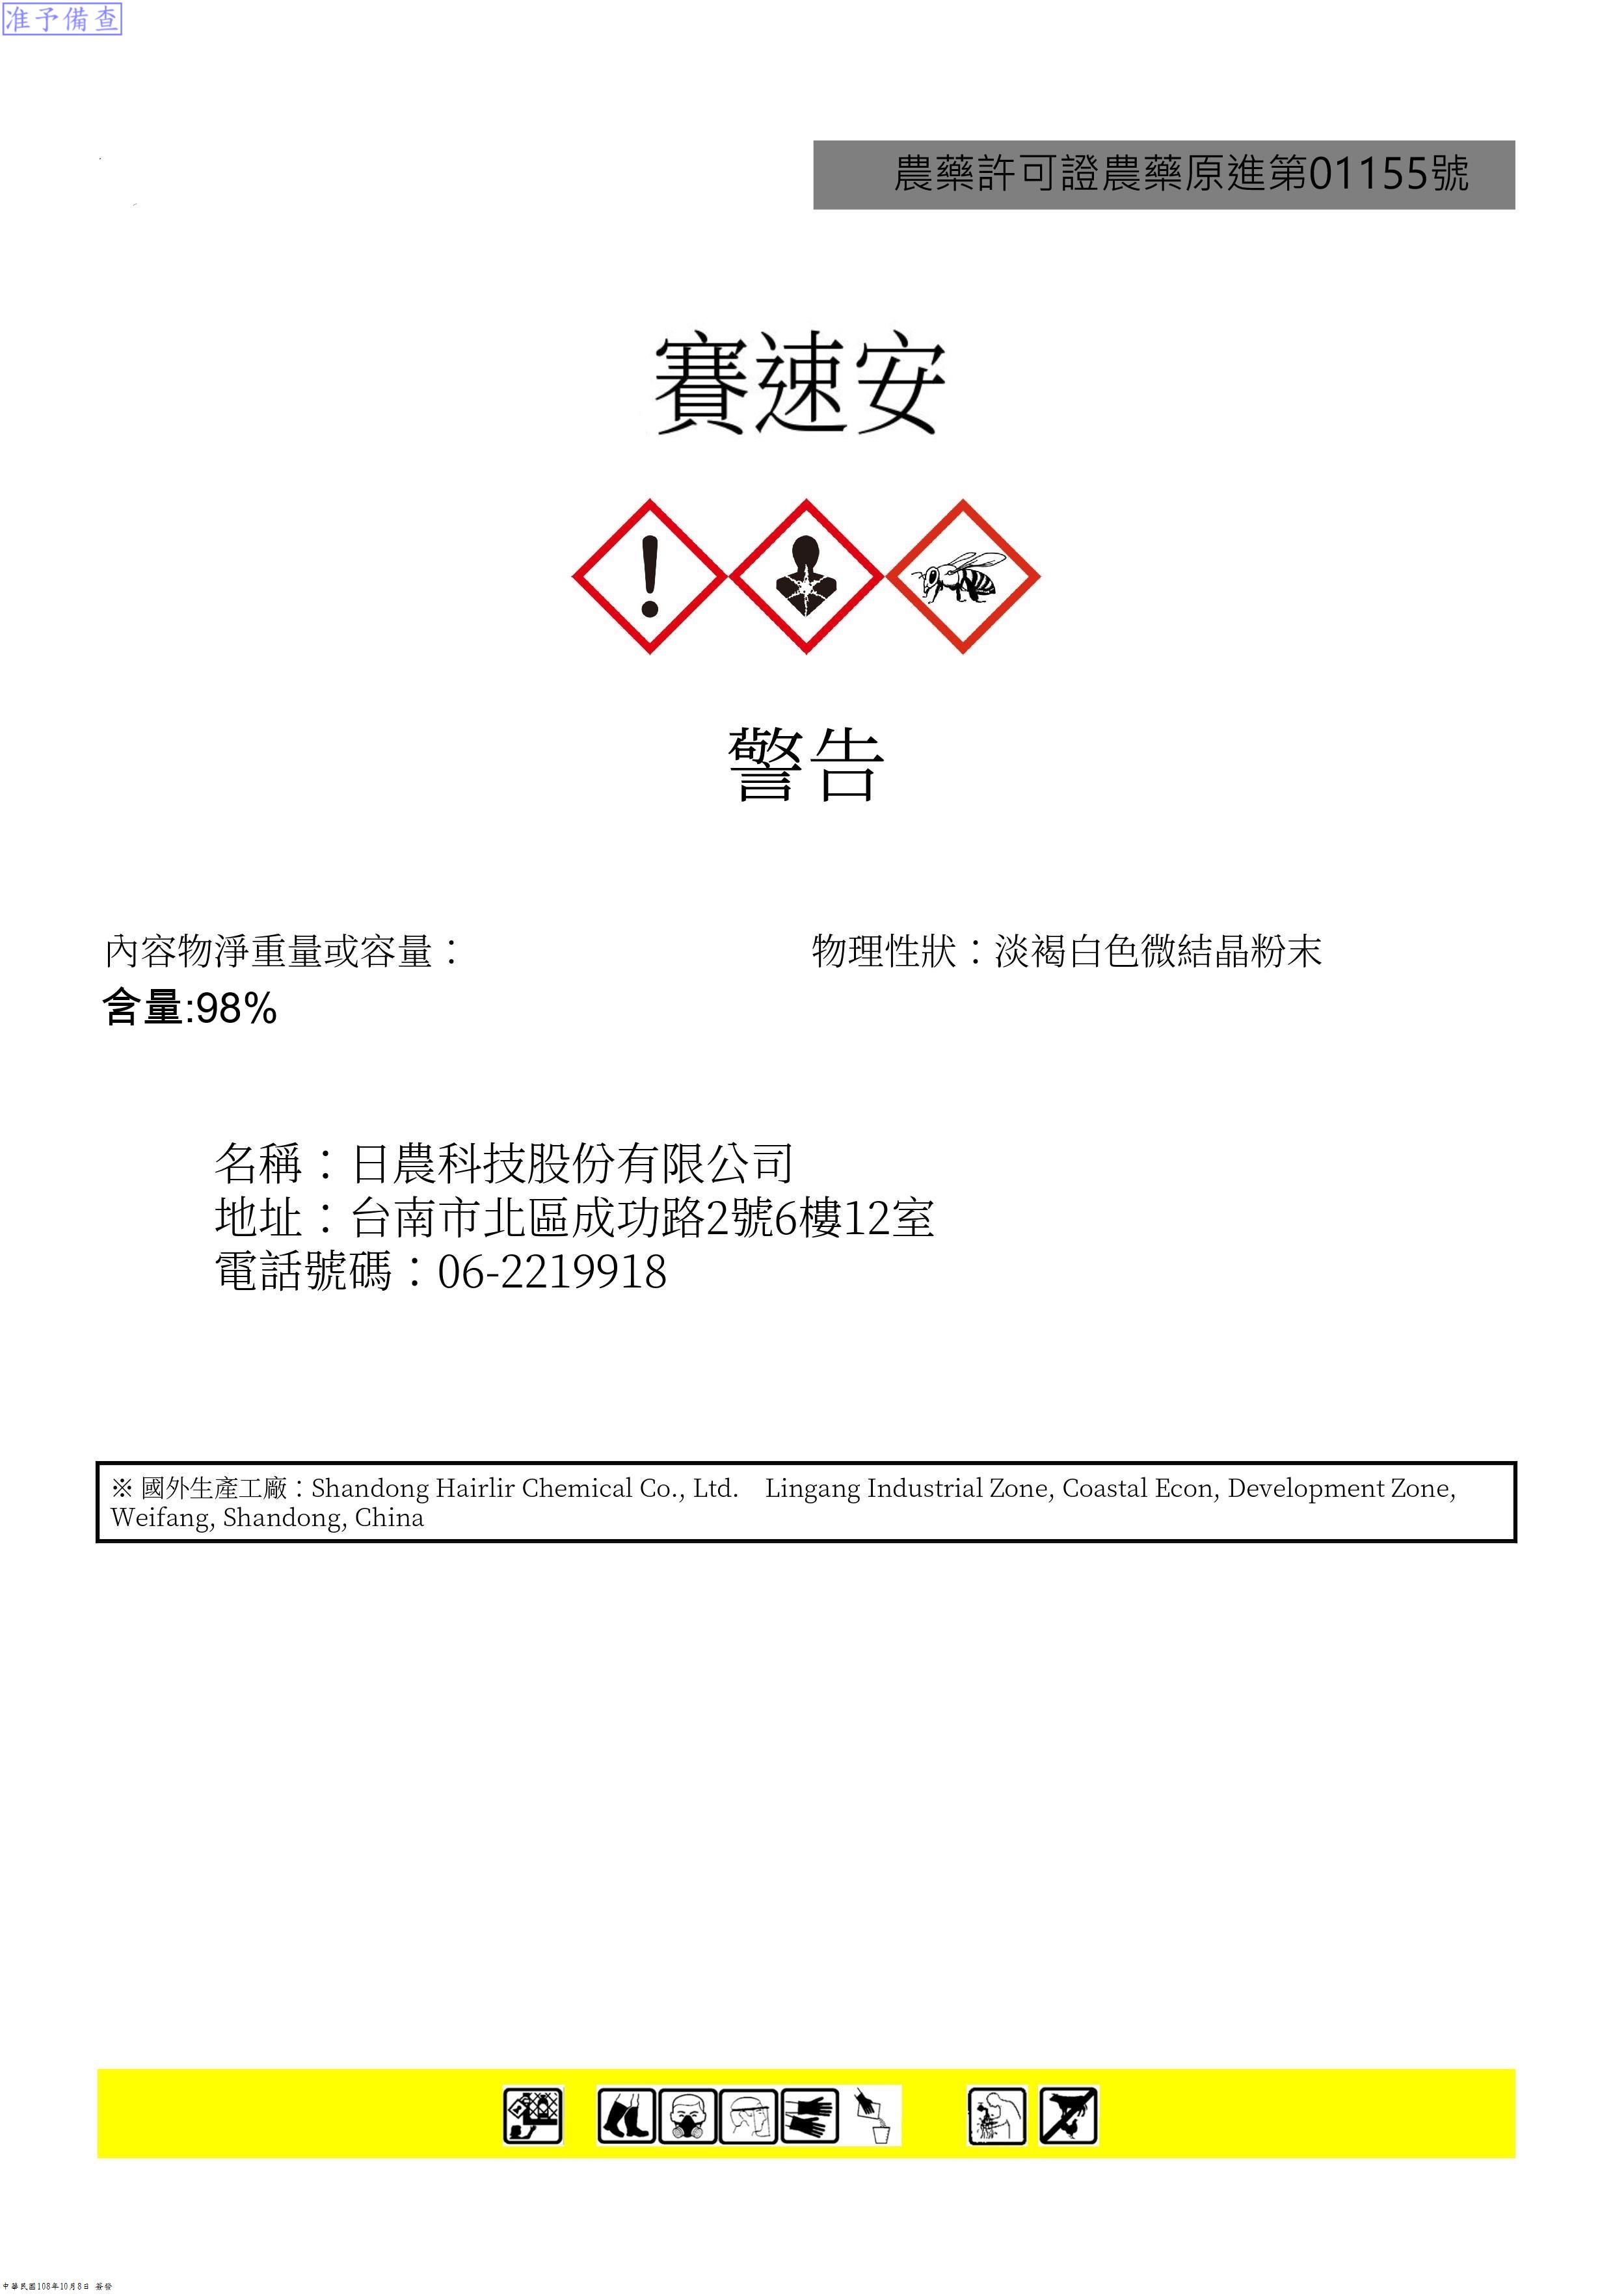 准予備查
農藥許可證農藥原進第01155號
賽速安
警告
內容物淨重量或容量：
物理性狀：淡褐白色微結晶粉末
含量:98%
名稱：日農科技股份有限公司
地址：台南市北區成功路2號6樓12室
電話號碼：06-2219918
※ 國外生產工廠：Shandong Hairlir Chemical Co., Ltd. Lingang Industrial Zone, Coastal Econ, Development Zone,
Weifang, Shandong, China
中華民國108年10月8日 簽發